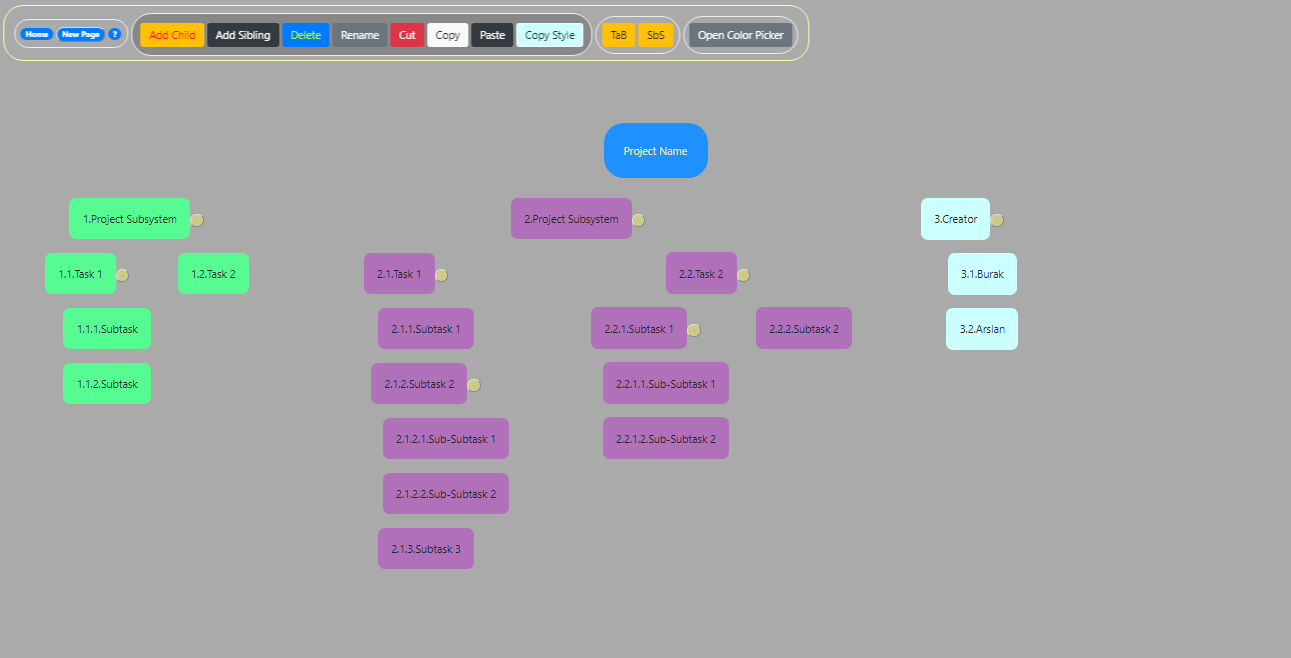 Home New Page ? Add Child Add Sibling Delete Rename Cut Copy Paste Copy Style TaB SbS Open Color Picker
Project Name
1.Project Subsystem 2.Project Subsystem 3.Creator
1.1.Task 1 1.2.Task 2 2.1.Task 1 2.2.Task 2 3.1.Burak
1.1.1.Subtask 2.1.1.Subtask 1 2.2.1.Subtask 1 2.2.2.Subtask 2 3.2.Arslan
1.1.2.Subtask 2.1.2.Subtask 2 2.2.1.1.Sub-Subtask 1
2.1.2.1.Sub-Subtask 1 2.2.1.2.Sub-Subtask 2
2.1.2.2.Sub-Subtask 2
2.1.3.Subtask 3